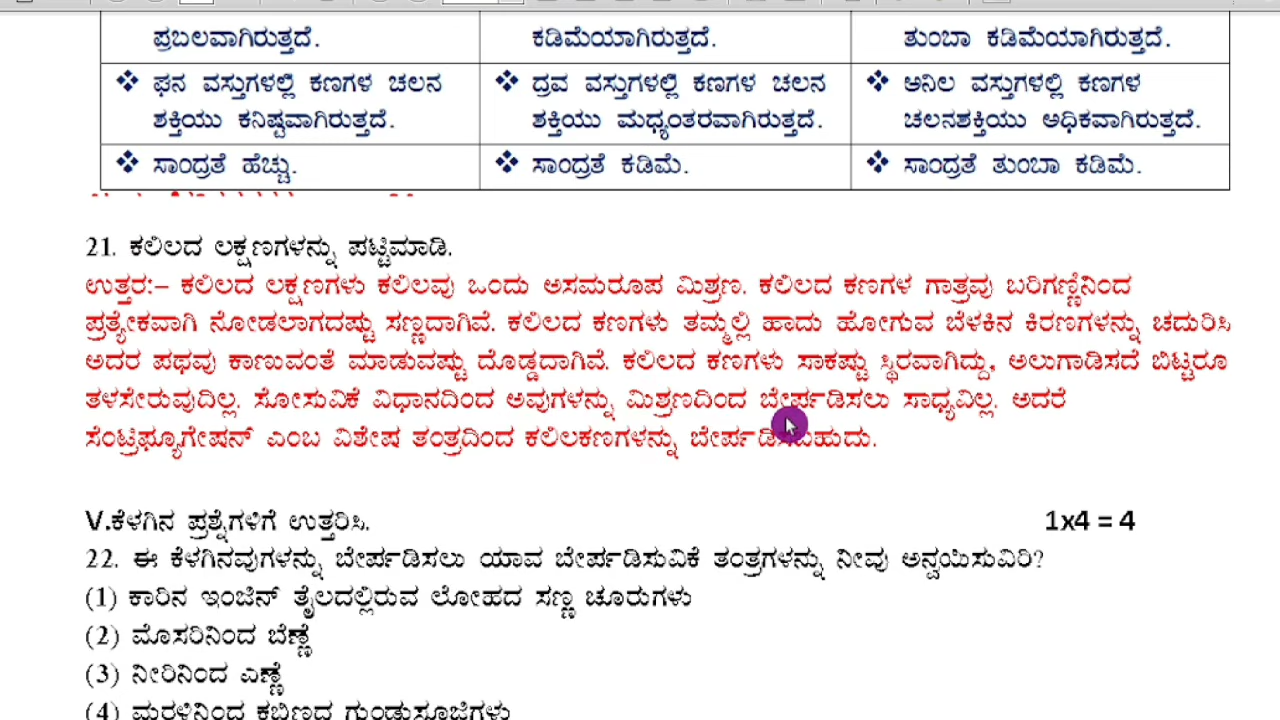 ಪ್ರಬಲವಾಗಿರುತ್ತದೆ.
ಕಡಿಮೆಯಾಗಿರುತ್ತದೆ.
ತುಂಬಾ ಕಡಿಮೆಯಾಗಿರುತ್ತದೆ.
❖ ಘನ ವಸ್ತುಗಳಲ್ಲಿ ಕಣಗಳ ಚಲನ
ಶಕ್ತಿಯು ಕನಿಷ್ಟವಾಗಿರುತ್ತದೆ.
❖ ದ್ರವ ವಸ್ತುಗಳಲ್ಲಿ ಕಣಗಳ ಚಲನ
ಶಕ್ತಿಯು ಮಧ್ಯಂತರವಾಗಿರುತ್ತದೆ.
❖ ಅನಿಲ ವಸ್ತುಗಳಲ್ಲಿ ಕಣಗಳ
ಚಲನಶಕ್ತಿಯು ಅಧಿಕವಾಗಿರುತ್ತದೆ.
❖ ಸಾಂದ್ರತೆ ಹೆಚ್ಚು.
❖ ಸಾಂದ್ರತೆ ಕಡಿಮೆ.
❖ ಸಾಂದ್ರತೆ ತುಂಬಾ ಕಡಿಮೆ.
21. ಕಲಿಲದ ಲಕ್ಷಣಗಳನ್ನು ಪಟ್ಟಿಮಾಡಿ.
ಉತ್ತರ:– ಕಲಿಲದ ಲಕ್ಷಣಗಳು ಕಲಿಲವು ಒಂದು ಅಸಮರೂಪ ಮಿಶ್ರಣ. ಕಲಿಲದ ಕಣಗಳ ಗಾತ್ರವು ಬರಿಗಣ್ಣಿನಿಂದ
ಪ್ರತ್ಯೇಕವಾಗಿ ನೋಡಲಾಗದಷ್ಟು ಸಣ್ಣದಾಗಿವೆ. ಕಲಿಲದ ಕಣಗಳು ತಮ್ಮಲ್ಲಿ ಹಾದು ಹೋಗುವ ಬೆಳಕಿನ ಕಿರಣಗಳನ್ನು ಚದುರಿಸಿ
ಅದರ ಪಥವು ಕಾಣುವಂತೆ ಮಾಡುವಷ್ಟು ದೊಡ್ಡದಾಗಿವೆ. ಕಲಿಲದ ಕಣಗಳು ಸಾಕಷ್ಟು ಸ್ಥಿರವಾಗಿದ್ದು, ಅಲುಗಾಡಿಸದೆ ಬಿಟ್ಟರೂ
ತಳಸೇರುವುದಿಲ್ಲ. ಸೋಸುವಿಕೆ ವಿಧಾನದಿಂದ ಅವುಗಳನ್ನು ಮಿಶ್ರಣದಿಂದ ಬೇರ್ಪಡಿಸಲು ಸಾಧ್ಯವಿಲ್ಲ. ಅದರೆ
ಸೆಂಟ್ರಿಫ್ಯೂಗೇಷನ್ ಎಂಬ ವಿಶೇಷ ತಂತ್ರದಿಂದ ಕಲಿಲಕಣಗಳನ್ನು ಬೇರ್ಪಡಿಸಬಹುದು.
V.ಕೆಳಗಿನ ಪ್ರಶ್ನೆಗಳಿಗೆ ಉತ್ತರಿಸಿ. 1x4 = 4
22. ಈ ಕೆಳಗಿನವುಗಳನ್ನು ಬೇರ್ಪಡಿಸಲು ಯಾವ ಬೇರ್ಪಡಿಸುವಿಕೆ ತಂತ್ರಗಳನ್ನು ನೀವು ಅನ್ವಯಿಸುವಿರಿ?
(1) ಕಾರಿನ ಇಂಜಿನ್ ತೈಲದಲ್ಲಿರುವ ಲೋಹದ ಸಣ್ಣ ಚೂರುಗಳು
(2) ಮೊಸರಿನಿಂದ ಬೆಣ್ಣೆ
(3) ನೀರಿನಿಂದ ಎಣ್ಣೆ
(4) ಮರಳಿನಿಂದ ಕಬ್ಬಿಣದ ಗುಂಡುಸೂಜಿಗಳು